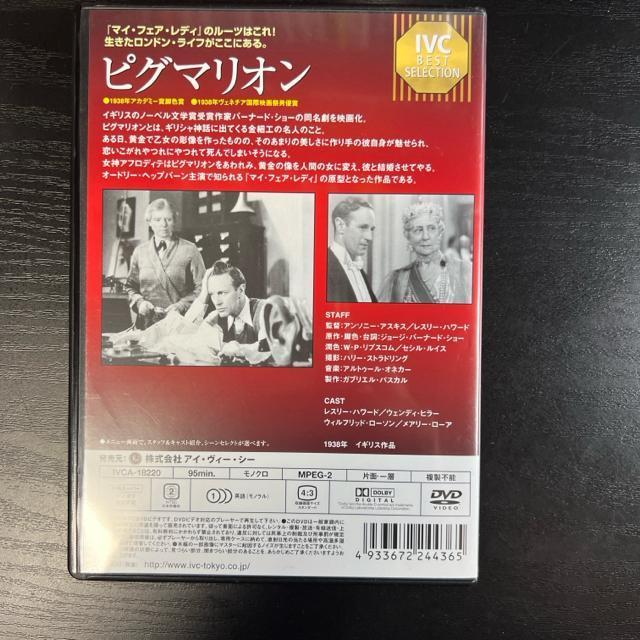 「マイ・フェア・レディ」のルーツはこれ!
生きたロンドン・ライフがここにある。
IVC
BEST
SELECTION
ピグマリオン
●1938年アカデミー賞脚色賞 ●1938年ヴェネチア国際映画祭男優賞
イギリスのノーベル文学賞受賞作家バーナード・ショーの同名劇を映画化。
ピグマリオンとは、ギリシャ神話に出てくる金細工の名人のこと。
ある日、黄金で乙女の彫像を作ったものの、そのあまりの美しさに作り手の彼自身が魅せられ、
恋いこがれやつれにやつれて死んでしまいそうになる。
女神アフロディテはピグマリオンをあわれみ、黄金の像を人間の女に変え、彼と結婚させてやる。
オードリー・ヘップバーン主演で知られる「マイ・フェア・レディ」の原型となった作品である。
STAFF
監督:アンソニー・アスキス/レスリー・ハワード
原作・脚色・台詞:ジョージ・バーナード・ショー
潤色:W・P・リプスコム/セシル・ルイス
撮影:ハリー・ストラドリング
音楽:アルトゥール・オネカー
製作:ガブリエル・パスカル
CAST
レスリー・ハワード/ウェンディ・ヒラー
ウィルフリッド・ローソン/メアリー・ローア
●メニュー画面で、スタッフ&キャスト紹介、シーンセレクトが選べます。
1938年 イギリス作品
発売元: 株式会社 アイ・ヴィー・シー
IVCA-18220 95min. モノクロ MPEG-2 片面・一層 複製不能
2
NTSC
日本市場向
1 英語(モノラル)
4:3
スタンダード
DOLBY
DIGITAL
DVD
VIDEO
http://www.ivc-tokyo.co.jp/
4 933672 244365